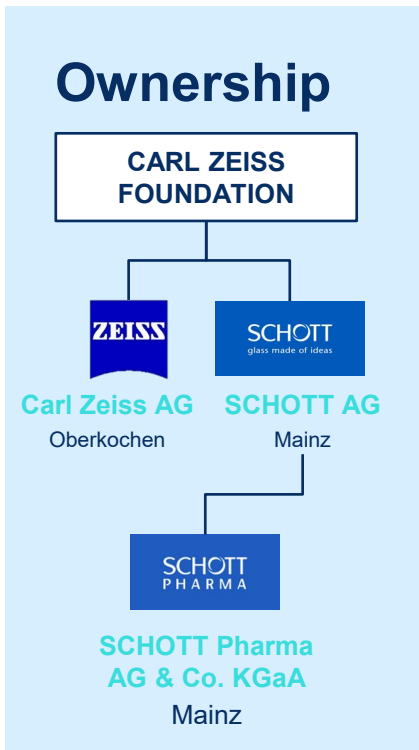 Ownership
CARL ZEISS
FOUNDATION
ZEISS
SCHOTT
glass made of ideas
Carl Zeiss AG
SCHOTT AG
Oberkochen
Mainz
SCHOTT
PHARMA
SCHOTT Pharma
AG & Co. KGaA
Mainz